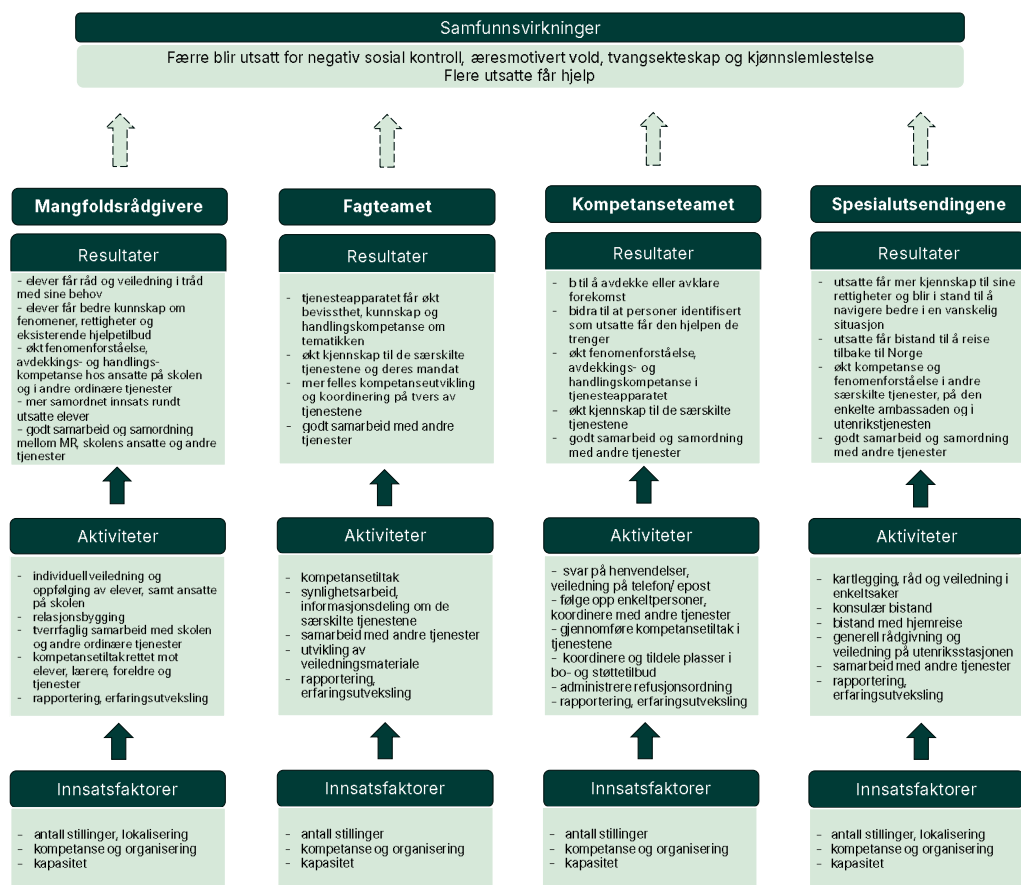 Samfunnsvirkninger
Færre blir utsatt for negativ sosial kontroll, æresmotivert vold, tvangsekteskap og kjønnslemlestelse
Flere utsatte får hjelp
Mangfoldsrådgivere
Resultater
- elever får råd og veiledning i tråd
med sine behov
- elever får bedre kunnskap om
fenomener, rettigheter og
eksisterende hjelpetilbud
- økt fenomenforståelse,
avdekkings- og handlings-
kompetanse hos ansatte på skolen
og i andre ordinære tjenester
- mer samordnet innsats rundt
utsatte elever
- godt samarbeid og samordning
mellom MR, skolens ansatte og andre
tjenester
Aktiviteter
- individuell veiledning og
oppfølging av elever, samt ansatte
på skolen
- relasjonsbygging
- tverrfaglig samarbeid med skolen
og andre ordinære tjenester
- kompetansetiltak rettet mot
elever, lærere, foreldre og
tjenester
- rapportering, erfaringsutveksling
Innsatsfaktorer
- antall stillinger, lokalisering
- kompetanse og organisering
- kapasitet
Fagteamet
Resultater
- tjenesteapparatet får økt
bevissthet, kunnskap og
handlingskompetanse om
tematikken
- økt kjennskap til de særskilte
tjenestene og deres mandat
- mer felles kompetanseutvikling
og koordinering på tvers av
tjenestene
- godt samarbeid med andre
tjenester
Aktiviteter
- kompetansetiltak
- synlighetsarbeid,
informasjonsdeling om de
særskilte tjenestene
- samarbeid med andre tjenester
- utvikling av
veiledningsmateriale
- rapportering,
erfaringsutveksling
Innsatsfaktorer
- antall stillinger
- kompetanse og organisering
- kapasitet
Kompetanseteamet
Resultater
- b til å avdekke eller avklare
forekomst
- bidra til at personer identifisert
som utsatte får den hjelpen de
trenger
- økt fenomenforståelse,
avdekkings- og
handlingskompetanse i
tjenesteapparatet
- økt kjennskap til de særskilte
tjenestene
- godt samarbeid og samordning
med andre tjenester
Aktiviteter
- svar på henvendelser,
veiledning på telefon/ epost
- følge opp enkeltpersoner,
koordinere med andre tjenester
- gjennomføre kompetansetiltak i
tjenestene
- koordinere og tildele plasser i
bo- og støttetilbud
- administrere refusjonsordning
- rapportering, erfaringsutveksling
Innsatsfaktorer
- antall stillinger
- kompetanse og organisering
- kapasitet
Spesialutsendingene
Resultater
- utsatte får mer kjennskap til sine
rettigheter og blir i stand til å
navigere bedre i en vanskelig
situasjon
- utsatte får bistand til å reise
tilbake til Norge
- økt kompetanse og
fenomenforståelse i andre
særskilte tjenester, på den
enkelte ambassaden og i
utenrikstjenesten
- godt samarbeid og samordning
med andre tjenester
Aktiviteter
- kartlegging, råd og veiledning i
enkeltsaker
- konsulær bistand
- bistand med hjemreise
- generell rådgivning og
veiledning på utenriksstasjonen
- samarbeid med andre tjenester
- rapportering,
erfaringsutveksling
Innsatsfaktorer
- antall stillinger, lokalisering
- kompetanse og organisering
- kapasitet